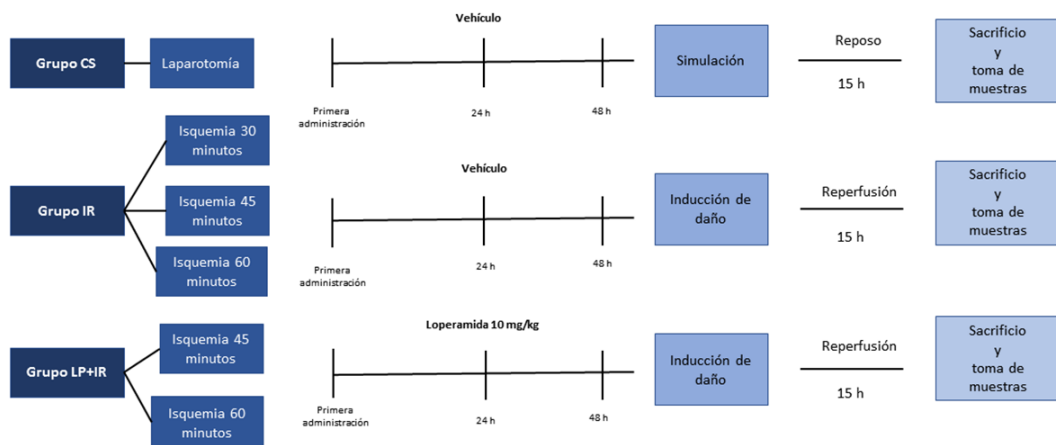 Vehículo
Grupo CS
Laparotomía
Primera
administración
24 h
48 h
Simulación
Reposo
15 h
Sacrificio
y
toma de
muestras
Isquemia 30
minutos
Grupo IR
Isquemia 45
minutos
Isquemia 60
minutos
Vehículo
Primera
administración
24 h
48 h
Inducción de
daño
Reperfusión
15 h
Sacrificio
y
toma de
muestras
Isquemia 45
minutos
Grupo LP+IR
Isquemia 60
minutos
Loperamida 10 mg/kg
Primera
administración
24 h
48 h
Inducción de
daño
Reperfusión
15 h
Sacrificio
y
toma de
muestras